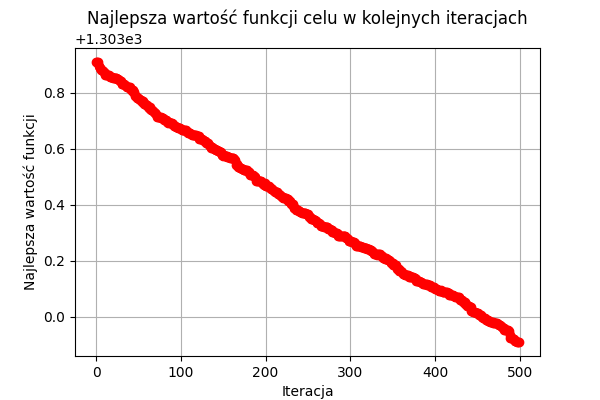 Najlepsza wartość funkcji celu w kolejnych iteracjach
+1.303e3
0.8
0.6
0.4
0.2
0.0
Najlepsza wartość funkcji
0 100 200 300 400 500
Iteracja